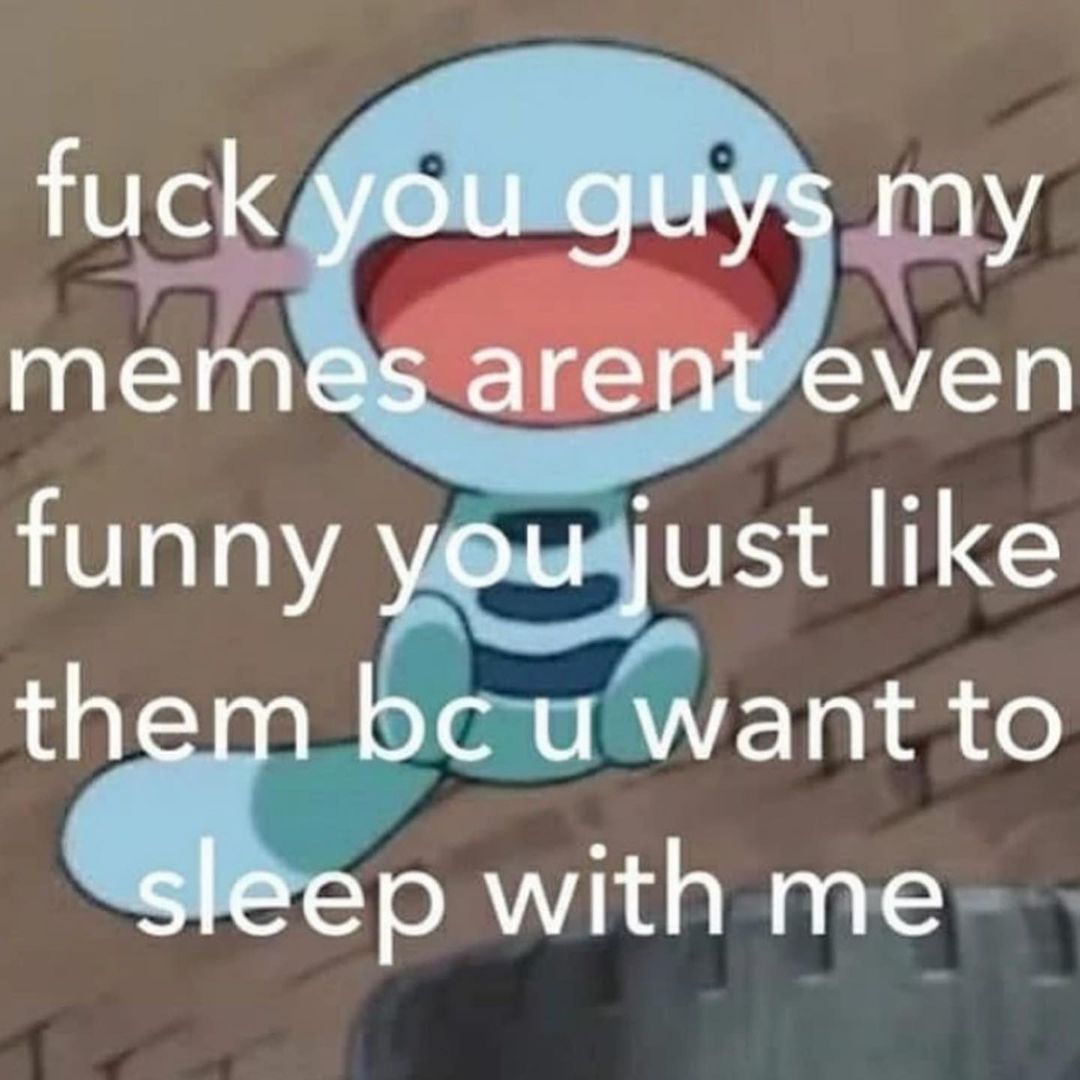 fuck you guys my
memes arent even
funny you just like
them bc u want to
sleep with me